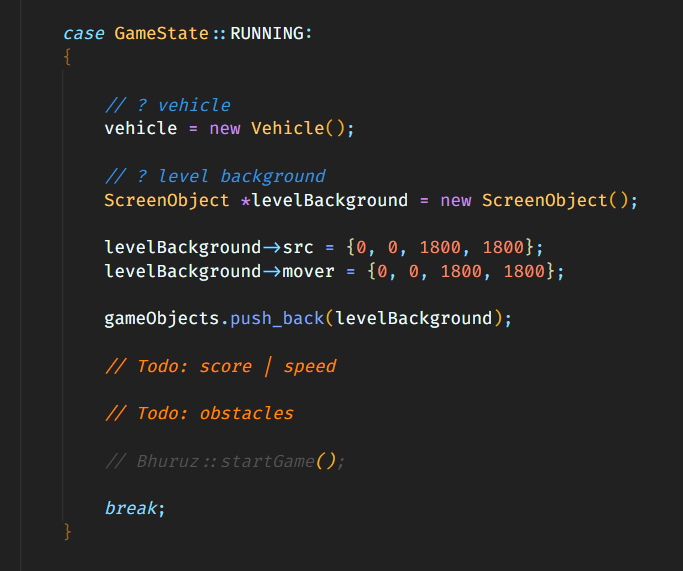 case GameState::RUNNING:
{
// ? vehicle
vehicle = new Vehicle();
// ? level background
ScreenObject *levelBackground = new ScreenObject();
levelBackground->src = {0, 0, 1800, 1800};
levelBackground->mover = {0, 0, 1800, 1800};
gameObjects.push_back(levelBackground);
// Todo: score | speed
// Todo: obstacles
// Bhuruz::startGame();
break;
}